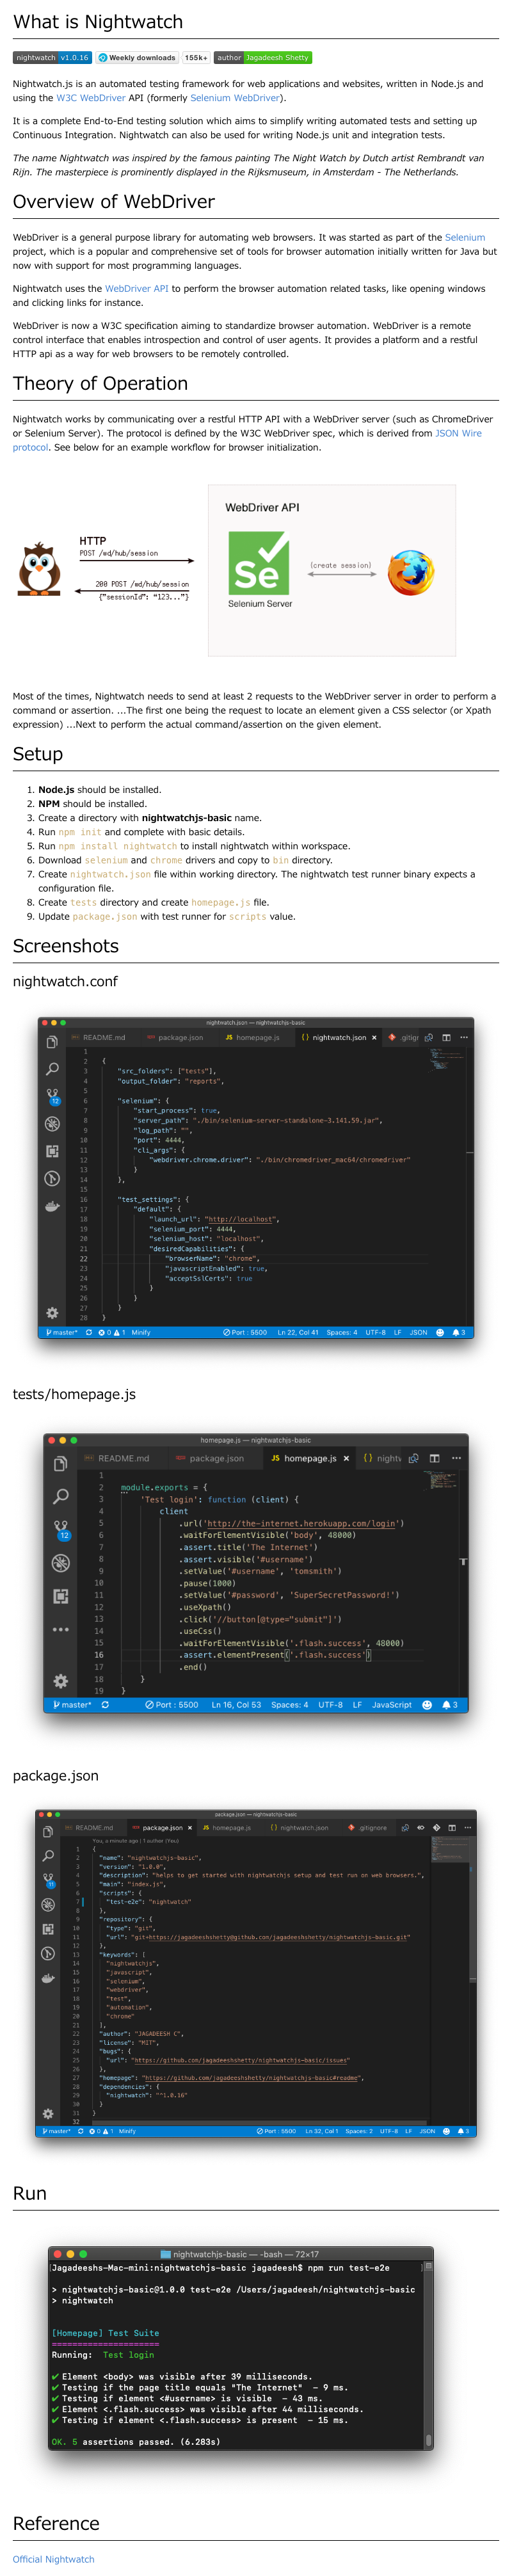 What is Nightwatch
nightwatch v1.0.16 Weekly downloads 155k+ author Jagadeesh Shetty
Nightwatch.js is an automated testing framework for web applications and websites, written in Node.js and
using the W3C WebDriver API (formerly Selenium WebDriver).
It is a complete End-to-End testing solution which aims to simplify writing automated tests and setting up
Continuous Integration. Nightwatch can also be used for writing Node.js unit and integration tests.
The name Nightwatch was inspired by the famous painting The Night Watch by Dutch artist Rembrandt van
Rijn. The masterpiece is prominently displayed in the Rijksmuseum, in Amsterdam - The Netherlands.
Overview of WebDriver
WebDriver is a general purpose library for automating web browsers. It was started as part of the Selenium
project, which is a popular and comprehensive set of tools for browser automation initially written for Java but
now with support for most programming languages.
Nightwatch uses the WebDriver API to perform the browser automation related tasks, like opening windows
and clicking links for instance.
WebDriver is now a W3C specification aiming to standardize browser automation. WebDriver is a remote
control interface that enables introspection and control of user agents. It provides a platform and a restful
HTTP api as a way for web browsers to be remotely controlled.
Theory of Operation
Nightwatch works by communicating over a restful HTTP API with a WebDriver server (such as ChromeDriver
or Selenium Server). The protocol is defined by the W3C WebDriver spec, which is derived from JSON Wire
protocol. See below for an example workflow for browser initialization.
WebDriver API
HTTP
POST /wd/hub/session
200 POST /wd/hub/session
{"sessionId": "123..."}
Se
Selenium Server
(create session)
Most of the times, Nightwatch needs to send at least 2 requests to the WebDriver server in order to perform a
command or assertion. ...The first one being the request to locate an element given a CSS selector (or Xpath
expression) ...Next to perform the actual command/assertion on the given element.
Setup
1. Node.js should be installed.
2. NPM should be installed.
3. Create a directory with nightwatchjs-basic name.
4. Run npm init and complete with basic details.
5. Run npm install nightwatch to install nightwatch within workspace.
6. Download selenium and chrome drivers and copy to bin directory.
7. Create nightwatch.json file within working directory. The nightwatch test runner binary expects a
configuration file.
8. Create tests directory and create homepage.js file.
9. Update package.json with test runner for scripts value.
Screenshots
nightwatch.conf
nightwatch.json — nightwatchjs-basic
README.md package.json JS homepage.js {} nightwatch.json × .gitigr
1
2 {
3 "src_folders": ["tests"],
4 "output_folder": "reports",
5
6 "selenium": {
7 "start_process": true,
8 "server_path": "./bin/selenium-server-standalone-3.141.59.jar",
9 "log_path": "",
10 "port": 4444,
11 "cli_args": {
12 "webdriver.chrome.driver": "./bin/chromedriver_mac64/chromedriver"
13 }
14 },
15
16 "test_settings": {
17 "default": {
18 "launch_url": "http://localhost",
19 "selenium_port": 4444,
20 "selenium_host": "localhost",
21 "desiredCapabilities": {
22 "browserName": "chrome",
23 "javascriptEnabled": true,
24 "acceptSslCerts": true
25 }
26 }
27 }
28 }
12
master* 0 1 Minify Port : 5500 Ln 22, Col 41 Spaces: 4 UTF-8 LF JSON 3
tests/homepage.js
homepage.js — nightwatchjs-basic
README.md package.json JS homepage.js × {} nightw
1
2 module.exports = {
3 'Test login': function (client) {
4 client
5 .url('http://the-internet.herokuapp.com/login')
6 .waitForElementVisible('body', 48000)
7 .assert.title('The Internet')
8 .assert.visible('#username')
9 .setValue('#username', 'tomsmith')
10 .pause(1000)
11 .setValue('#password', 'SuperSecretPassword!')
12 .useXpath()
13 .click('//button[@type="submit"]')
14 .useCss()
15 .waitForElementVisible('.flash.success', 48000)
16 .assert.elementPresent('.flash.success')
17 .end()
18 }
19 }
12
master* Port : 5500 Ln 16, Col 53 Spaces: 4 UTF-8 LF JavaScript 3
package.json
package.json — nightwatchjs-basic
README.md package.json × JS homepage.js {} nightwatch.json .gitignore
You, a minute ago | 1 author (You)
1 {
2 "name": "nightwatchjs-basic",
3 "version": "1.0.0",
4 "description": "helps to get started with nightwatchjs setup and test run on web browsers.",
5 "main": "index.js",
6 "scripts": {
7 "test-e2e": "nightwatch"
8 },
9 "repository": {
10 "type": "git",
11 "url": "git+https://jagadeeshshetty@github.com/jagadeeshshetty/nightwatchjs-basic.git"
12 },
13 "keywords": [
14 "nightwatchjs",
15 "javascript",
16 "selenium",
17 "webdriver",
18 "test",
19 "automation",
20 "chrome"
21 ],
22 "author": "JAGADEESH C",
23 "license": "MIT",
24 "bugs": {
25 "url": "https://github.com/jagadeeshshetty/nightwatchjs-basic/issues"
26 },
27 "homepage": "https://github.com/jagadeeshshetty/nightwatchjs-basic#readme",
28 "dependencies": {
29 "nightwatch": "^1.0.16"
30 }
31 }
32
11
master* 0 1 Minify Port : 5500 Ln 32, Col 1 Spaces: 2 UTF-8 LF JSON 3
Run
nightwatchjs-basic — -bash — 72×17
[Jagadeeshs-Mac-mini:nightwatchjs-basic jagadeesh$ npm run test-e2e ]
> nightwatchjs-basic@1.0.0 test-e2e /Users/jagadeesh/nightwatchjs-basic
> nightwatch
[Homepage] Test Suite
=====================
Running: Test login
✔ Element <body> was visible after 39 milliseconds.
✔ Testing if the page title equals "The Internet" – 9 ms.
✔ Testing if element <#username> is visible – 43 ms.
✔ Element <.flash.success> was visible after 44 milliseconds.
✔ Testing if element <.flash.success> is present – 15 ms.
OK. 5 assertions passed. (6.283s)
Reference
Official Nightwatch